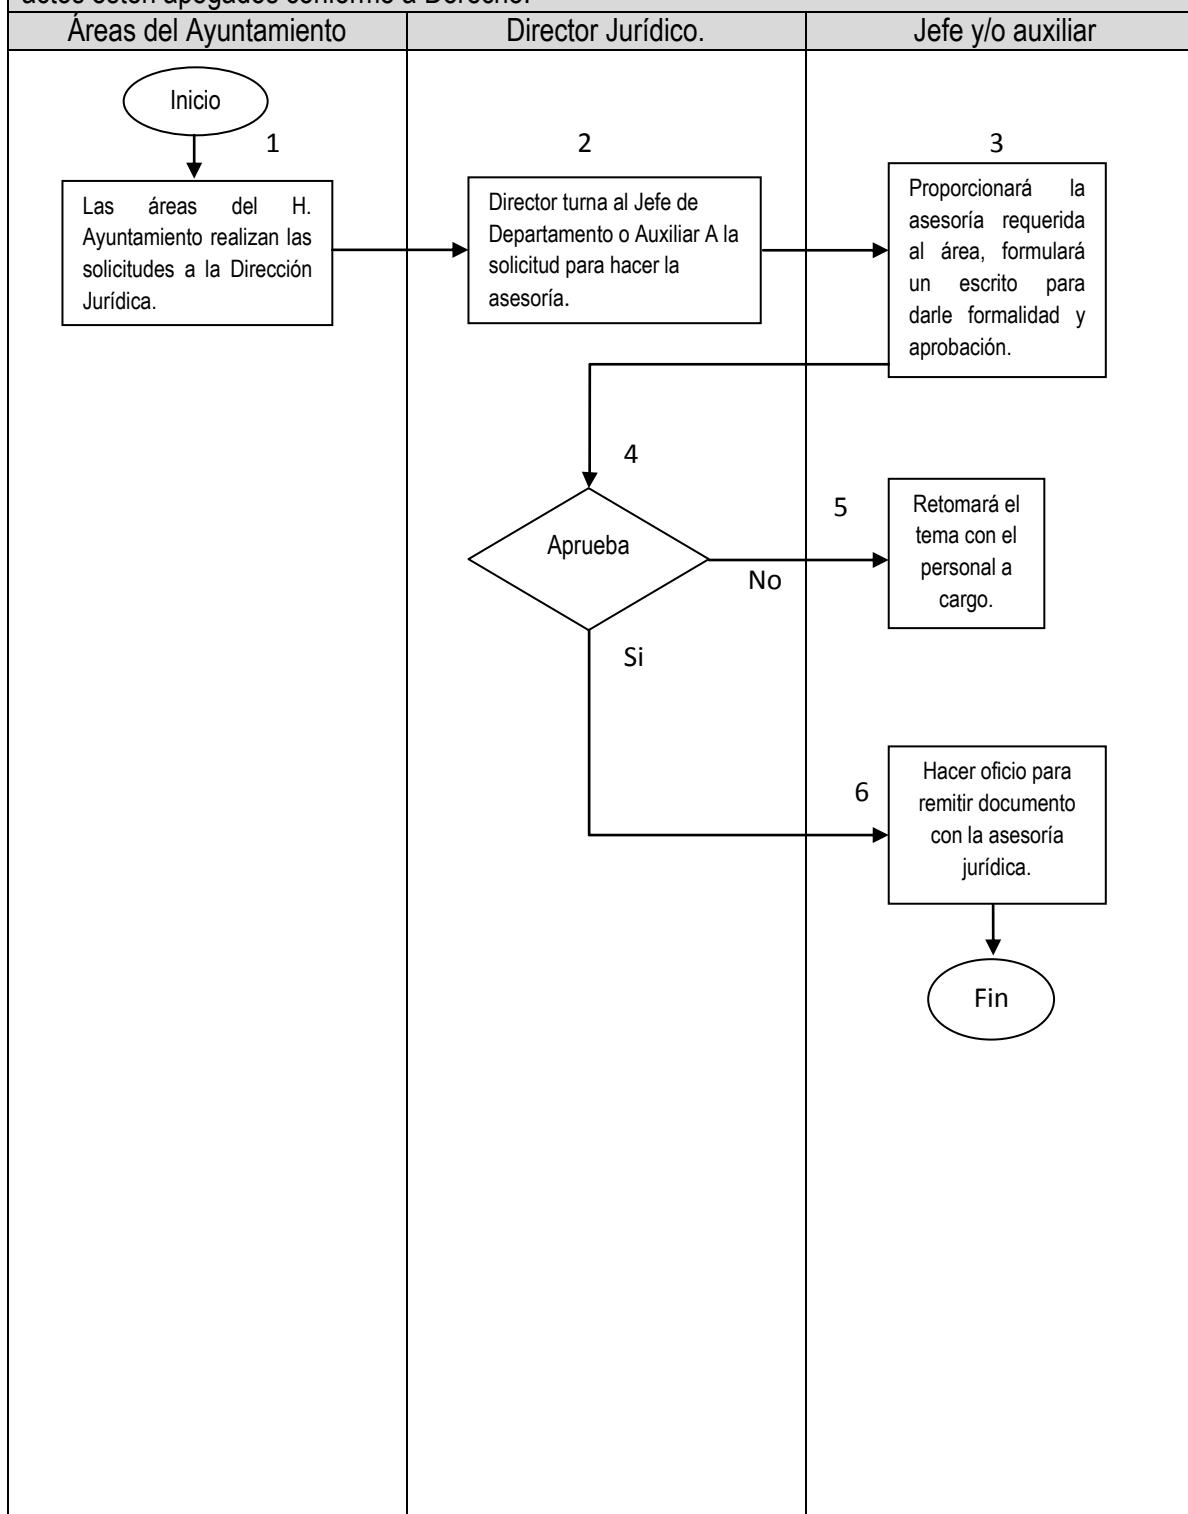 actos estén apegados conforme a Derecho.
Áreas del Ayuntamiento
Director Jurídico.
Jefe y/o auxiliar
Inicio
1
Las áreas del H.
Ayuntamiento realizan las
solicitudes a la Dirección
Jurídica.
2
Director turna al Jefe de
Departamento o Auxiliar A la
solicitud para hacer la
asesoría.
3
Proporcionará la
asesoría requerida
al área, formulará
un escrito para
darle formalidad y
aprobación.
4
Aprueba
No
Si
5
Retomará el
tema con el
personal a
cargo.
6
Hacer oficio para
remitir documento
con la asesoría
jurídica.
Fin